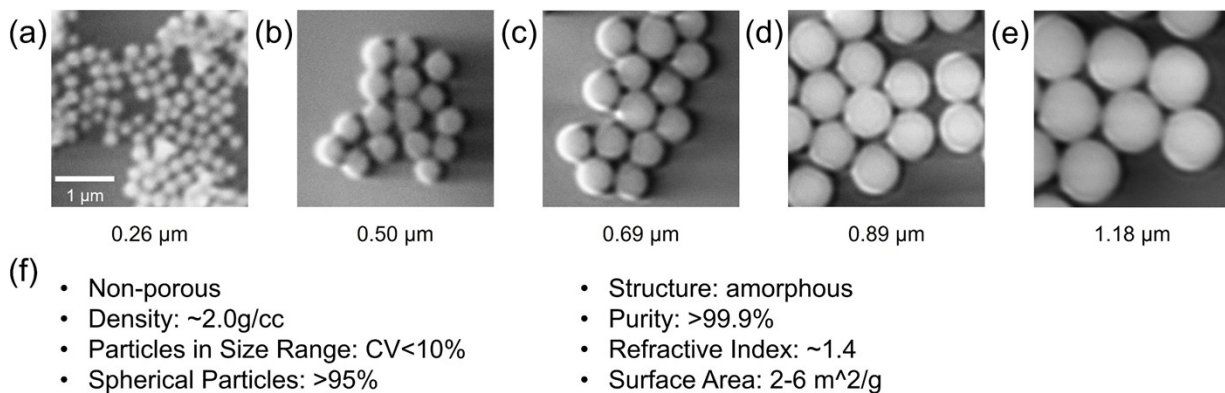 (a)
(b)
(c)
(d)
(e)
1 µm
0.26 µm
0.50 µm
0.69 µm
0.89 µm
1.18 µm
(f)
• Non-porous
• Density: ~2.0g/cc
• Particles in Size Range: CV<10%
• Spherical Particles: >95%
• Structure: amorphous
• Purity: >99.9%
• Refractive Index: ~1.4
• Surface Area: 2-6 m^2/g